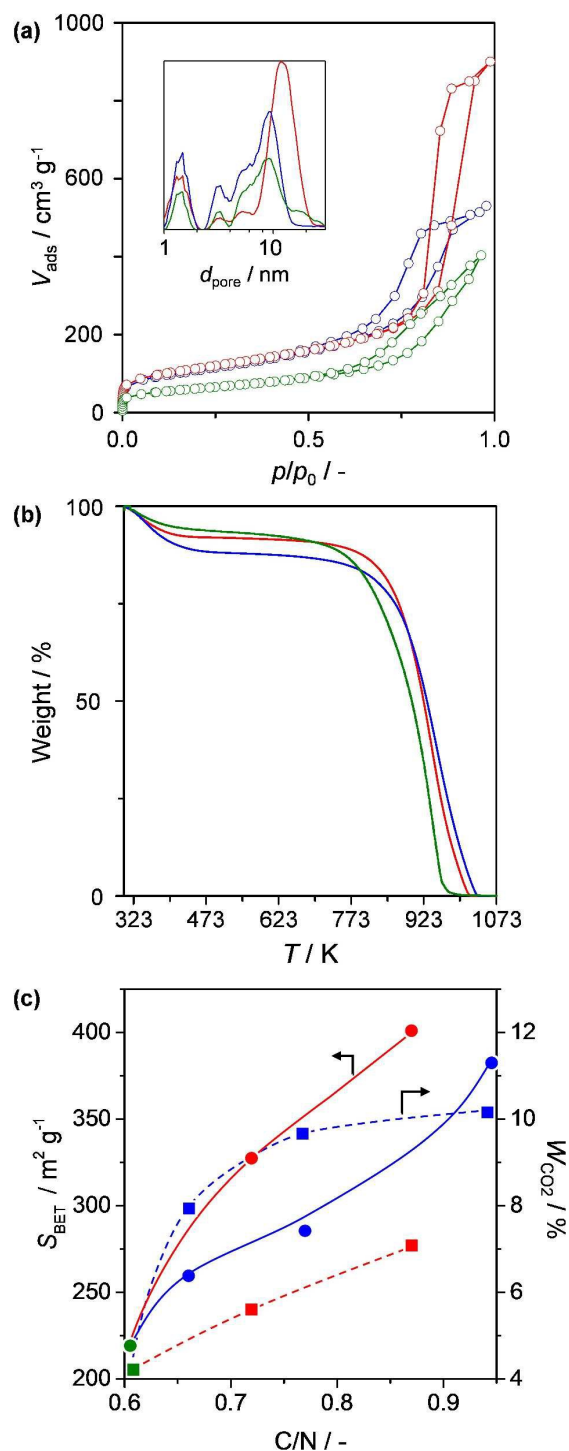 (a)
1000
600
200
0
V_ads / cm³ g⁻¹
1 10
d_pore / nm
0.0 0.5 1.0
p/p₀ / -
(b)
100
50
0
Weight / %
323 473 623 773 923 1073
T / K
(c)
400
350
300
250
200
S_BET / m² g⁻¹
12
10
8
6
4
W_CO2 / %
0.6 0.7 0.8 0.9
C/N / -